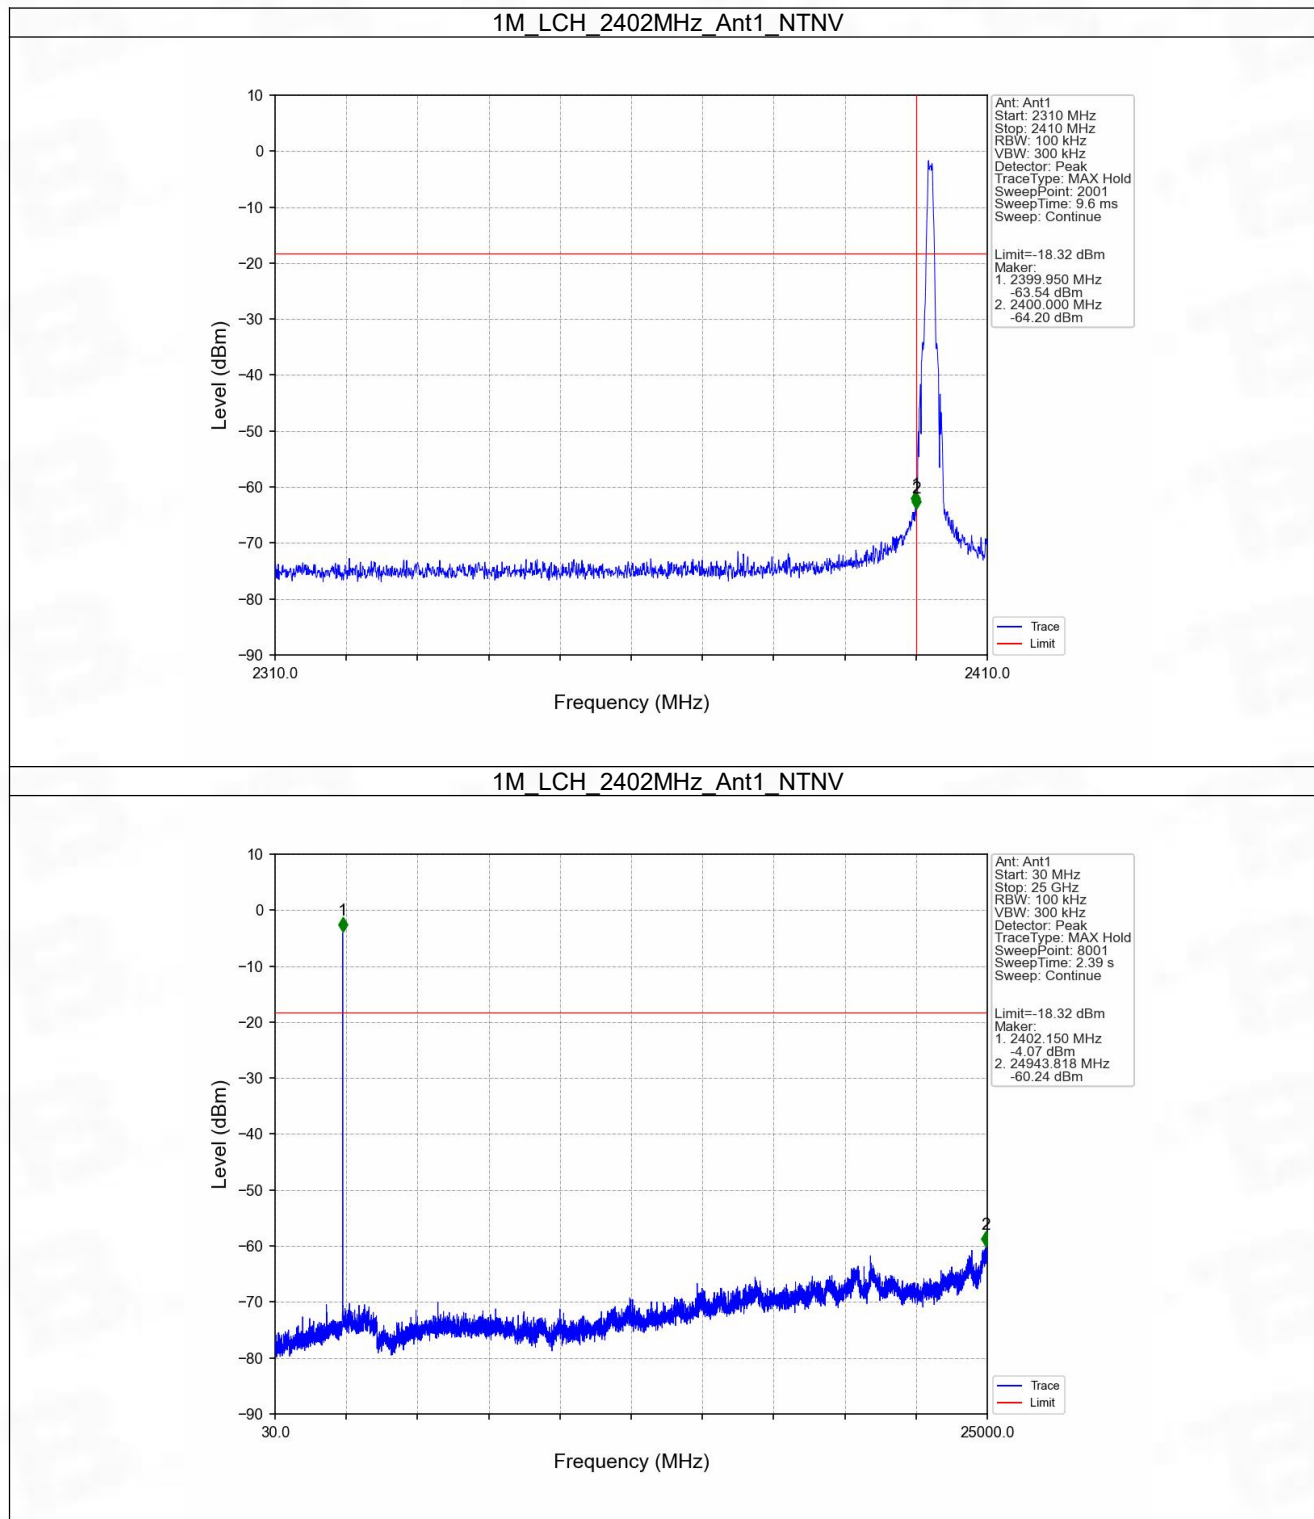 1M_LCH_2402MHz_Ant1_NTNV
10
0
−10
−20
−30
−40
−50
−60
−70
−80
−90
Level (dBm)
2
2310.0
2410.0
Frequency (MHz)
Ant: Ant1
Start: 2310 MHz
Stop: 2410 MHz
RBW: 100 kHz
VBW: 300 kHz
Detector: Peak
TraceType: MAX Hold
SweepPoint: 2001
SweepTime: 9.6 ms
Sweep: Continue
Limit=-18.32 dBm
Maker:
1. 2399.950 MHz
-63.54 dBm
2. 2400.000 MHz
-64.20 dBm
Trace
Limit
1M_LCH_2402MHz_Ant1_NTNV
10
0
−10
−20
−30
−40
−50
−60
−70
−80
−90
Level (dBm)
1
2
30.0
25000.0
Frequency (MHz)
Ant: Ant1
Start: 30 MHz
Stop: 25 GHz
RBW: 100 kHz
VBW: 300 kHz
Detector: Peak
TraceType: MAX Hold
SweepPoint: 8001
SweepTime: 2.39 s
Sweep: Continue
Limit=-18.32 dBm
Maker:
1. 2402.150 MHz
-4.07 dBm
2. 24943.818 MHz
-60.24 dBm
Trace
Limit